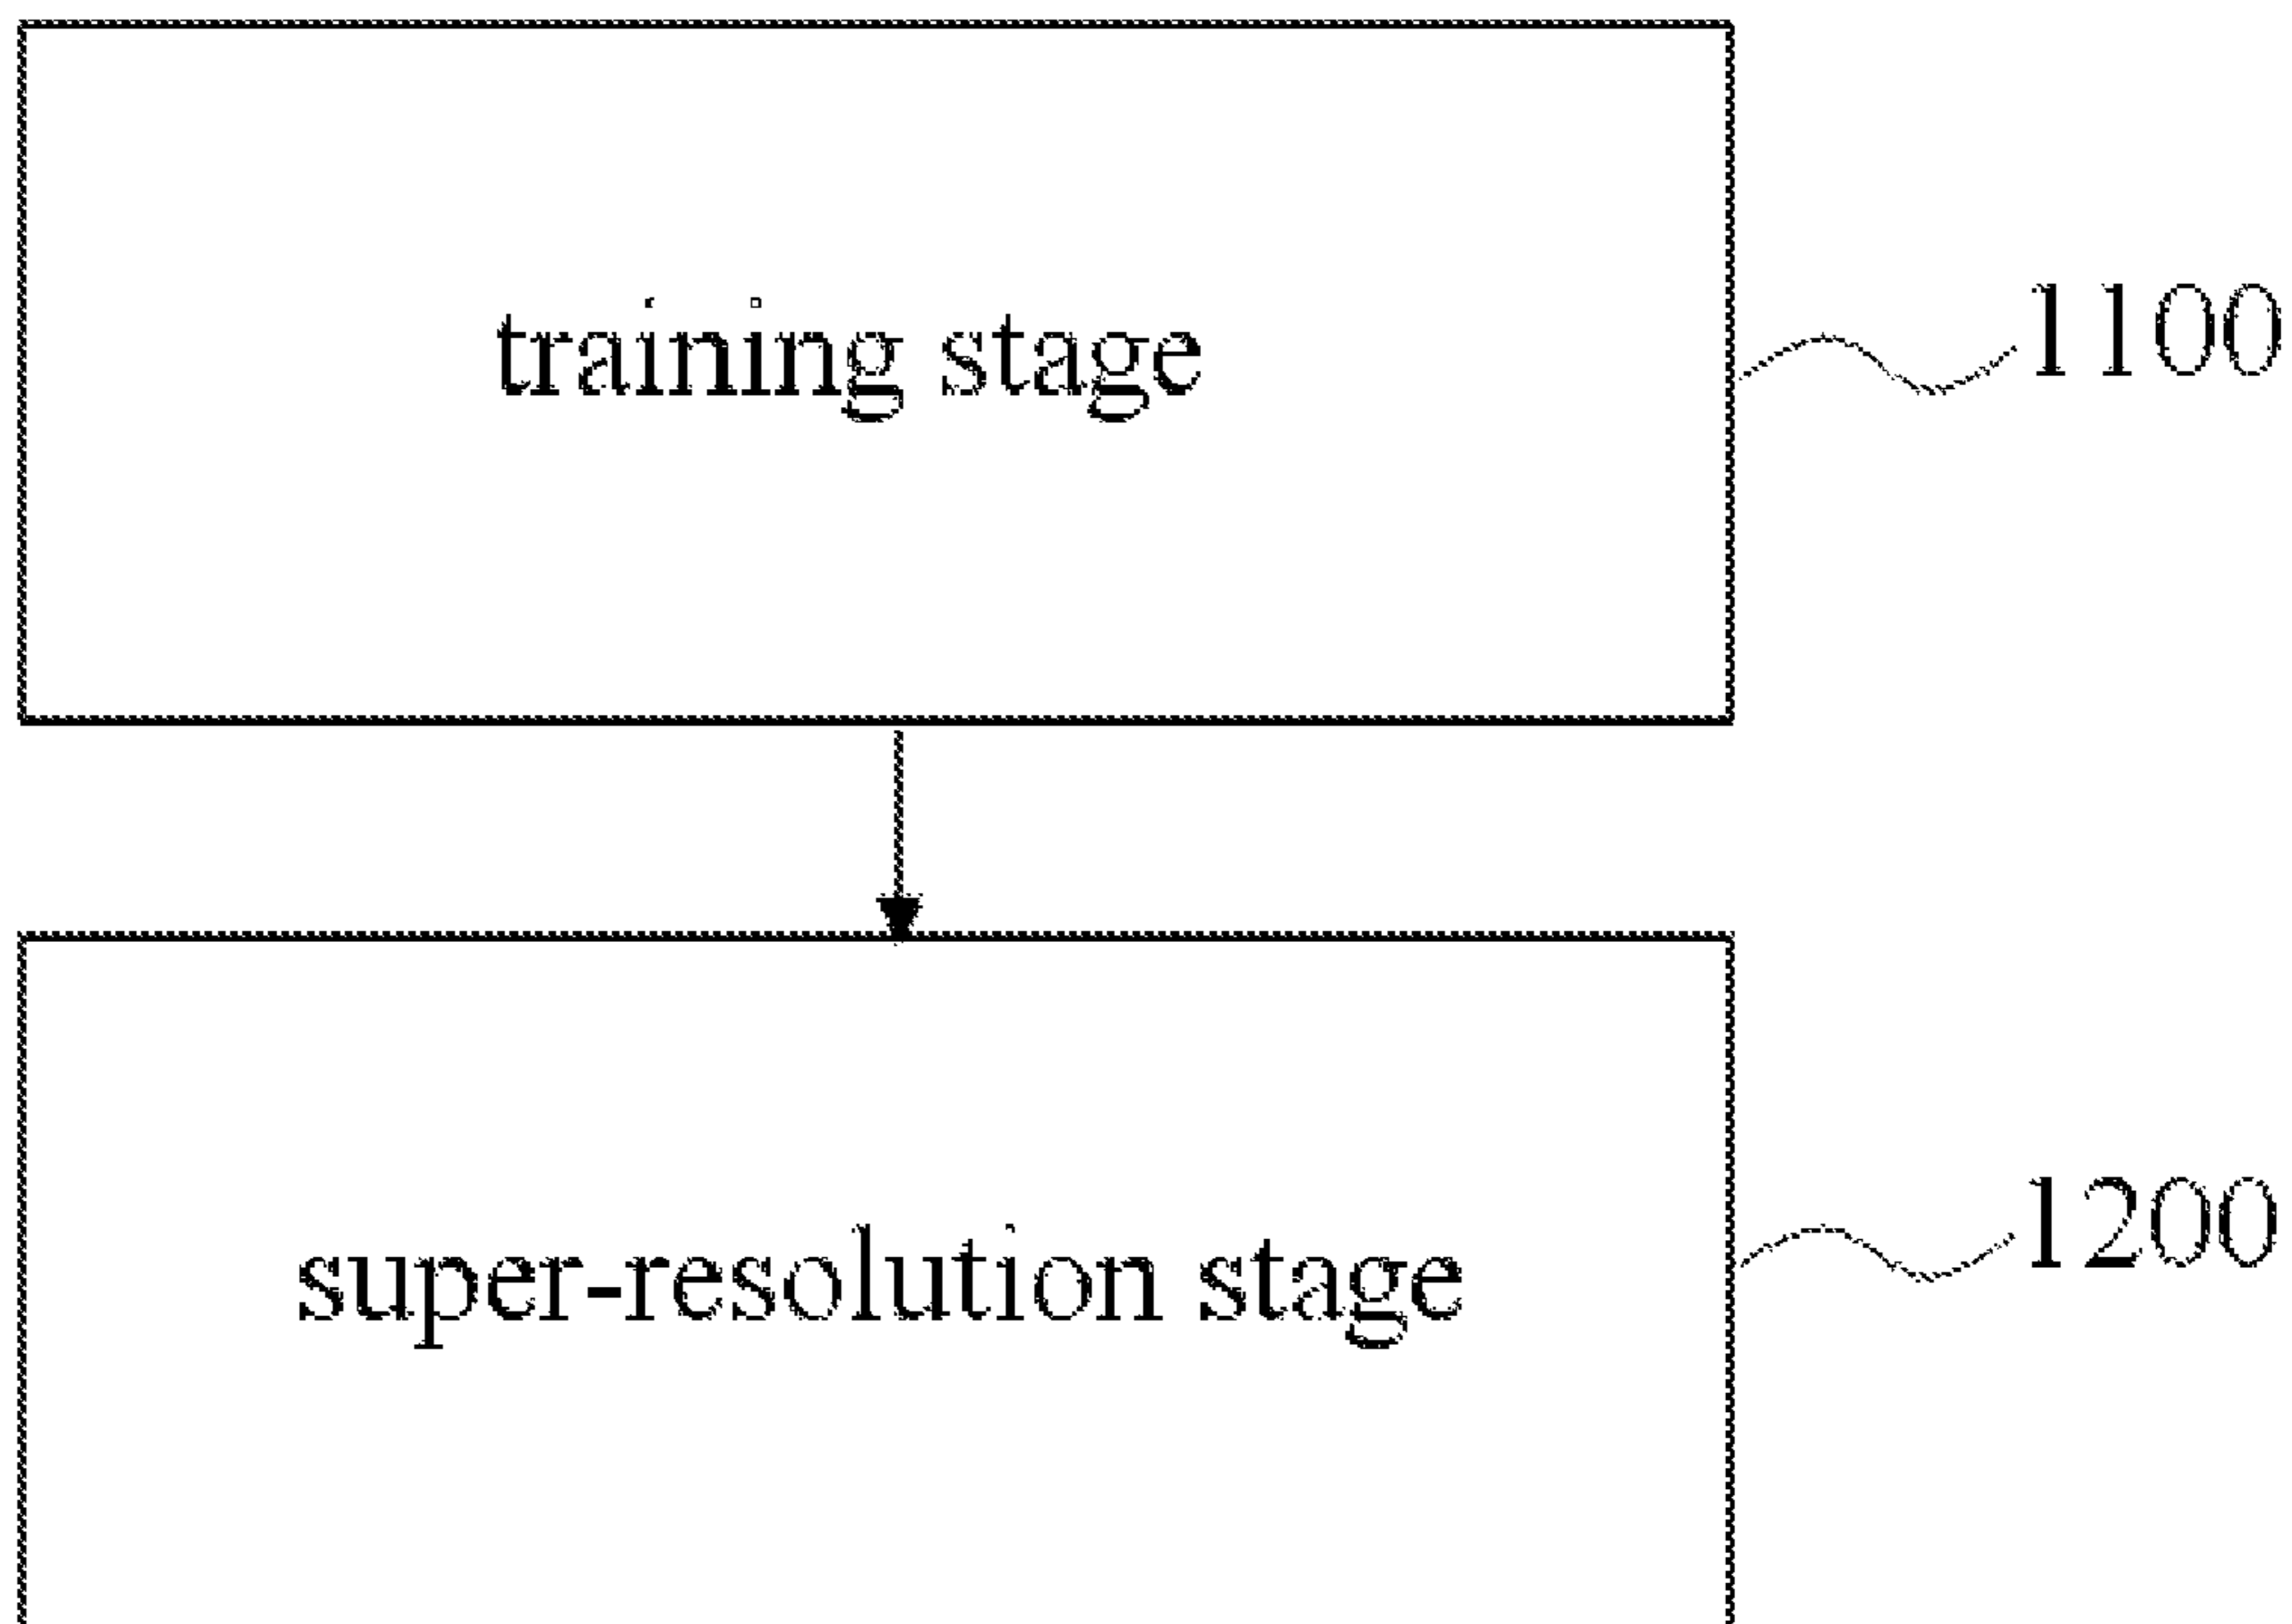 training stage
1100
super-resolution stage
1200